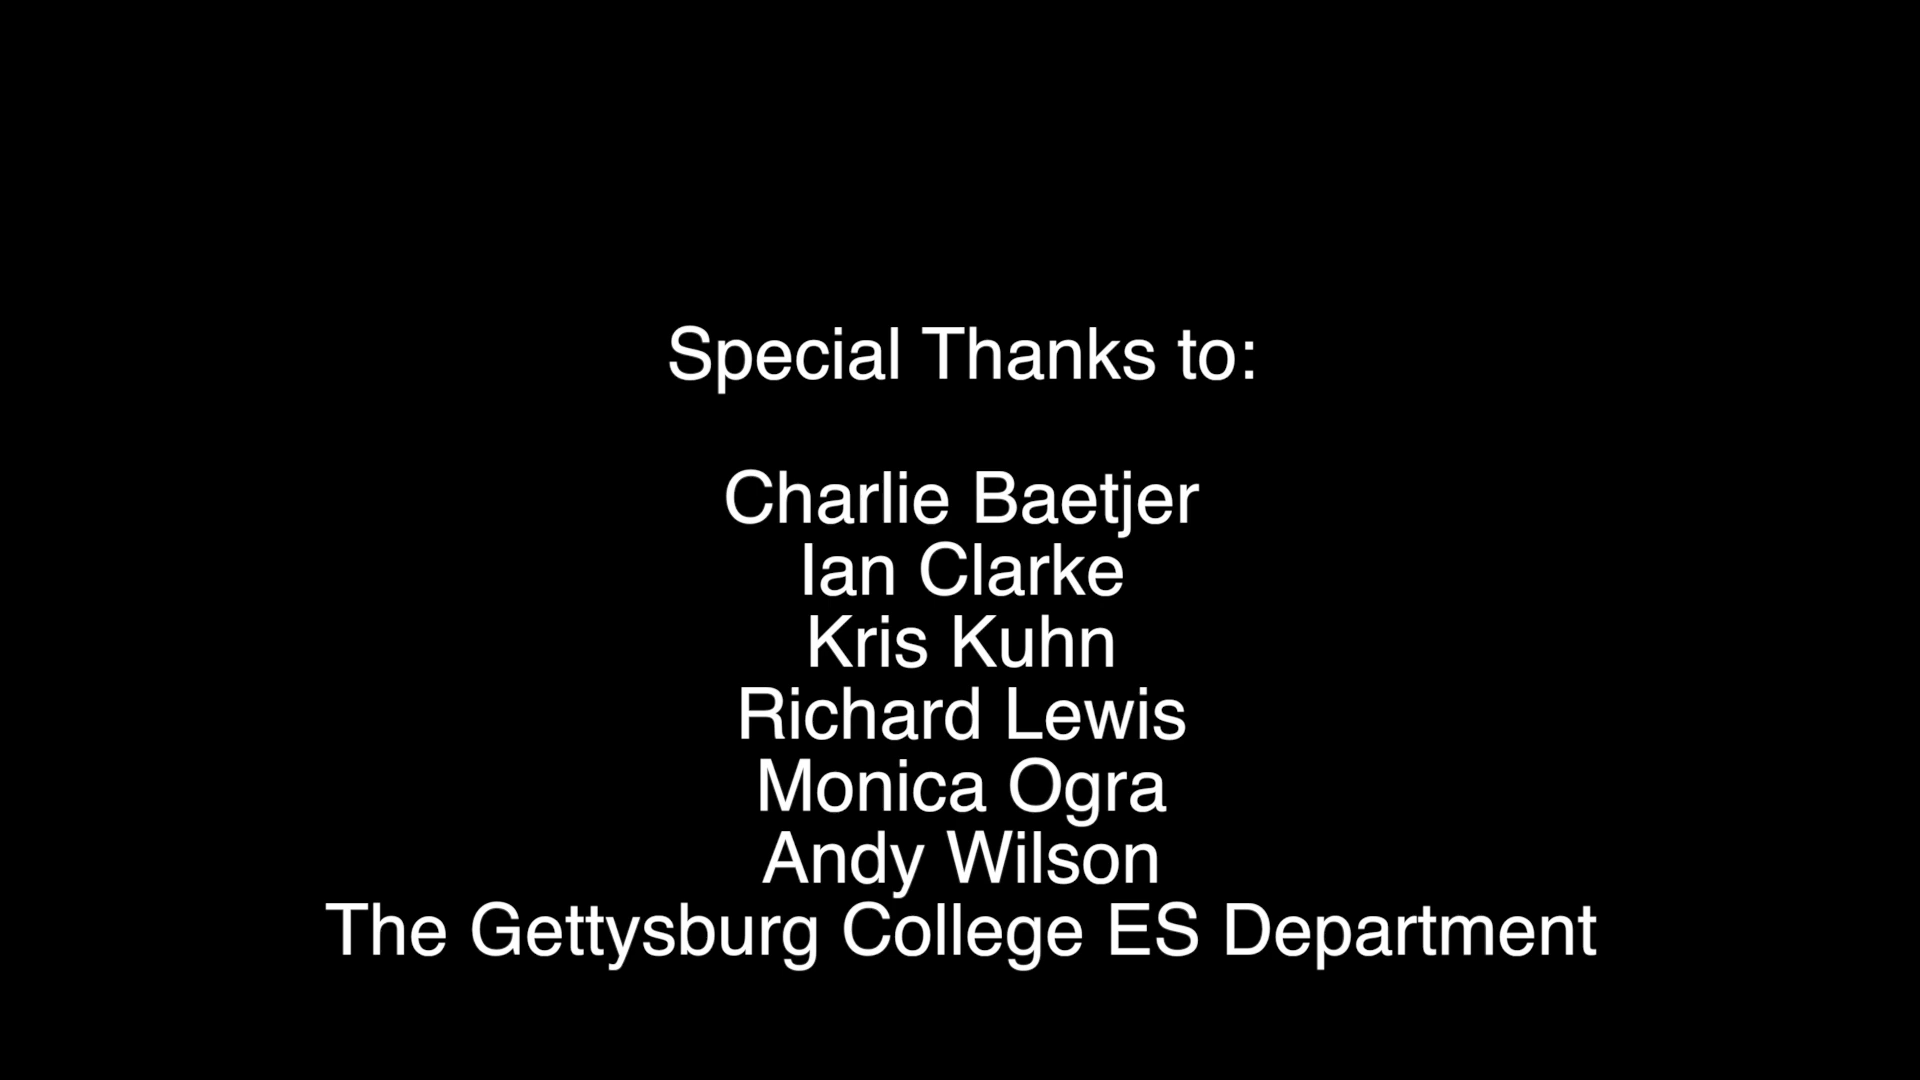 Special Thanks to:
Charlie Baetjer
Ian Clarke
Kris Kuhn
Richard Lewis
Monica Ogra
Andy Wilson
The Gettysburg College ES Department